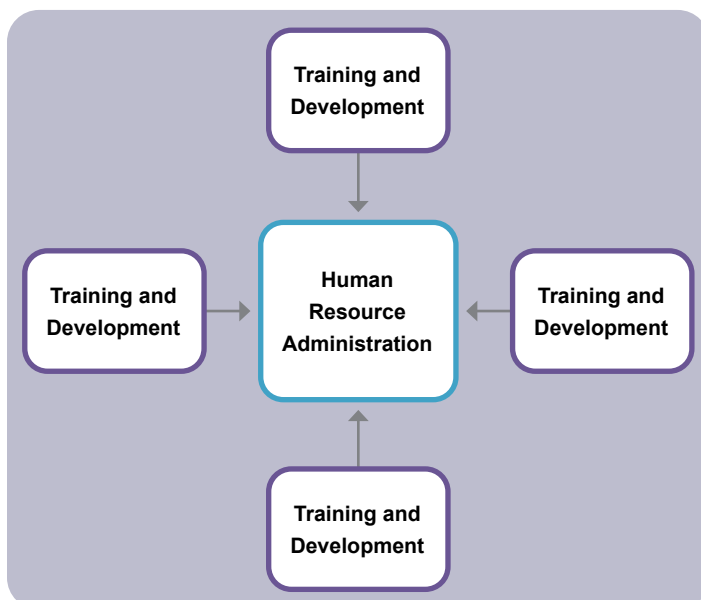 Training and
Development
Training and
Development
Human
Resource
Administration
Training and
Development
Training and
Development